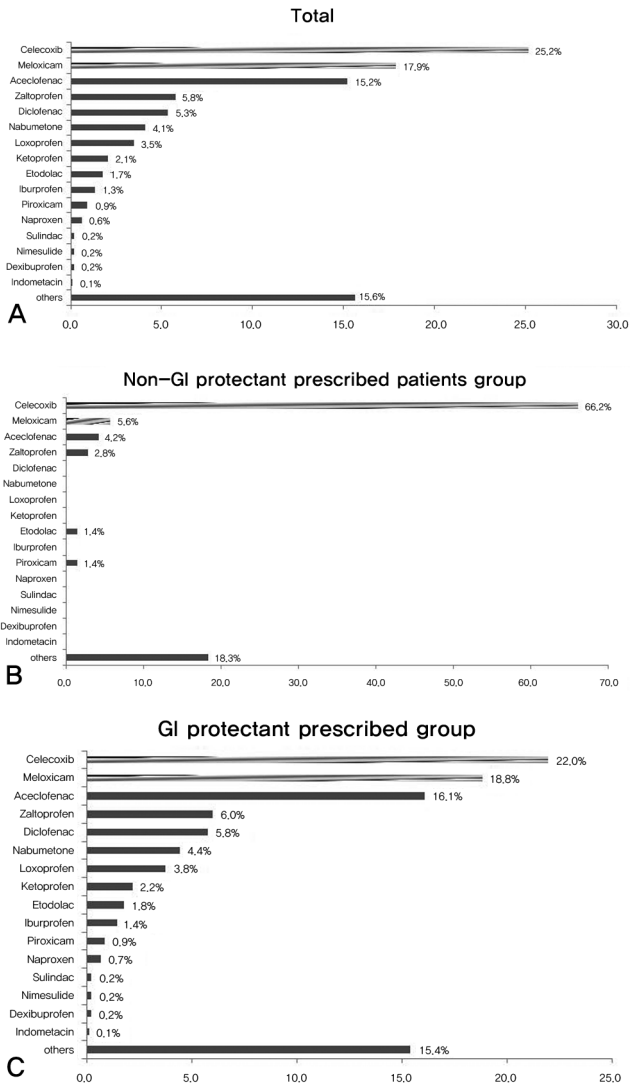 Total
Celecoxib 25,2%
Meloxicam 17,9%
Aceclofenac 15,2%
Zaltoprofen 5,8%
Diclofenac 5,3%
Nabumetone 4,1%
Loxoprofen 3,5%
Ketoprofen 2,1%
Etodolac 1,7%
Iburprofen 1,3%
Piroxicam 0,9%
Naproxen 0,6%
Sulindac 0,2%
Nimesulide 0,2%
Dexibuprofen 0,2%
Indometacin 0,1%
others 15,6%
A
0,0 5,0 10,0 15,0 20,0 25,0 30,0
Non-GI protectant prescribed patients group
Celecoxib 66,2%
Meloxicam 5,6%
Aceclofenac 4,2%
Zaltoprofen 2,8%
Diclofenac
Nabumetone
Loxoprofen
Ketoprofen
Etodolac 1,4%
Iburprofen
Piroxicam 1,4%
Naproxen
Sulindac
Nimesulide
Dexibuprofen
Indometacin
others 18,3%
B
0,0 10,0 20,0 30,0 40,0 50,0 60,0 70,0
GI protectant prescribed group
Celecoxib 22,0%
Meloxicam 18,8%
Aceclofenac 16,1%
Zaltoprofen 6,0%
Diclofenac 5,8%
Nabumetone 4,4%
Loxoprofen 3,8%
Ketoprofen 2,2%
Etodolac 1,8%
Iburprofen 1,4%
Piroxicam 0,9%
Naproxen 0,7%
Sulindac 0,2%
Nimesulide 0,2%
Dexibuprofen 0,2%
Indometacin 0,1%
others 15,4%
C
0,0 5,0 10,0 15,0 20,0 25,0